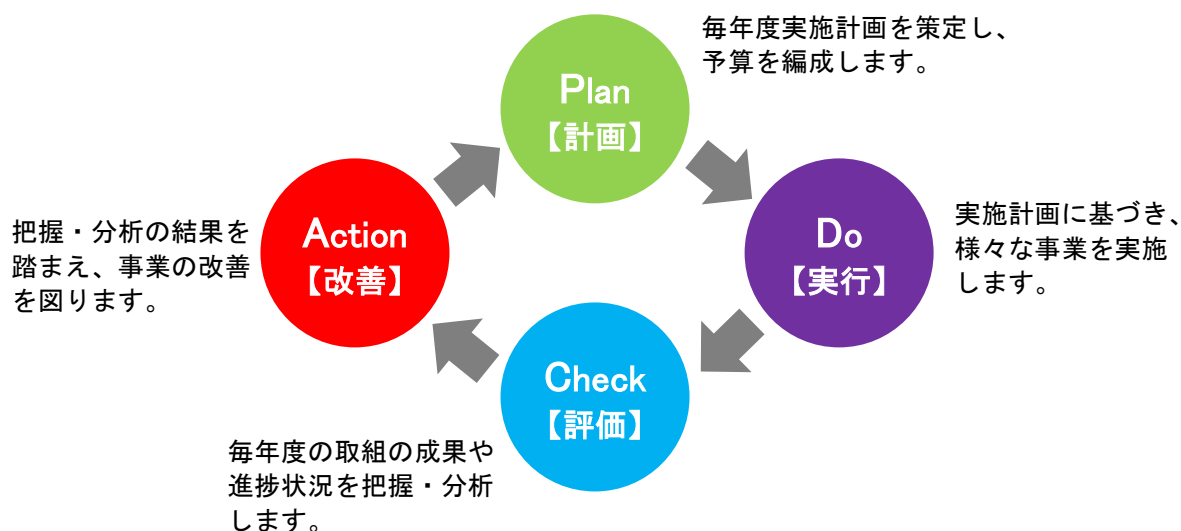 Plan
【計画】
毎年度実施計画を策定し、
予算を編成します。
Do
【実行】
実施計画に基づき、
様々な事業を実施
します。
Check
【評価】
毎年度の取組の成果や
進捗状況を把握・分析
します。
Action
【改善】
把握・分析の結果を
踏まえ、事業の改善
を図ります。